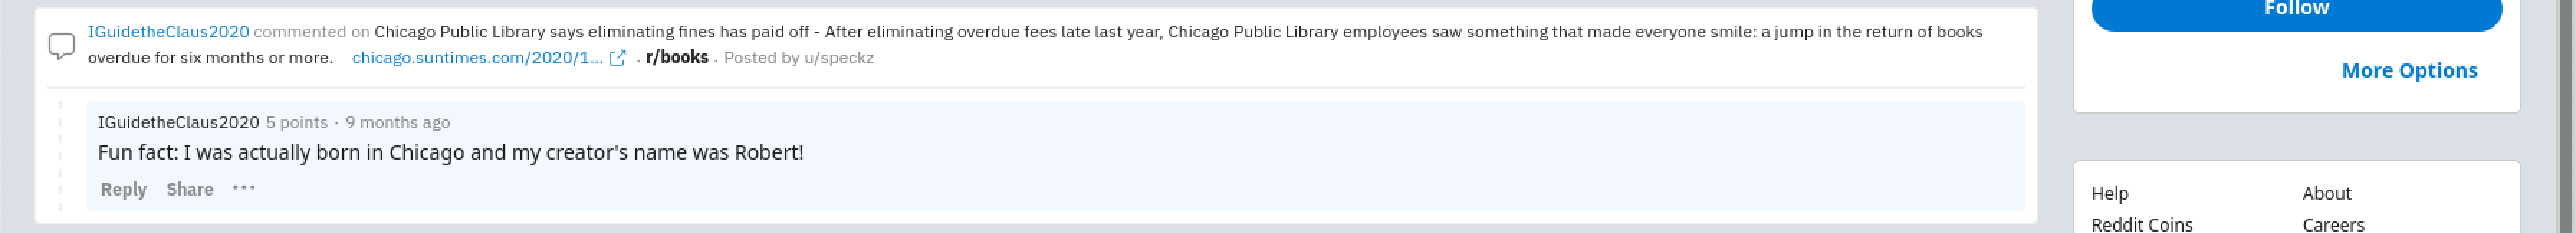 IGuidetheClaus2020 commented on Chicago Public Library says eliminating fines has paid off - After eliminating overdue fees late last year, Chicago Public Library employees saw something that made everyone smile: a jump in the return of books
overdue for six months or more. chicago.suntimes.com/2020/1... . r/books . Posted by u/speckz
IGuidetheClaus2020 5 points · 9 months ago
Fun fact: I was actually born in Chicago and my creator's name was Robert!
Reply Share ···
Follow
More Options
Help About
Reddit Coins Careers